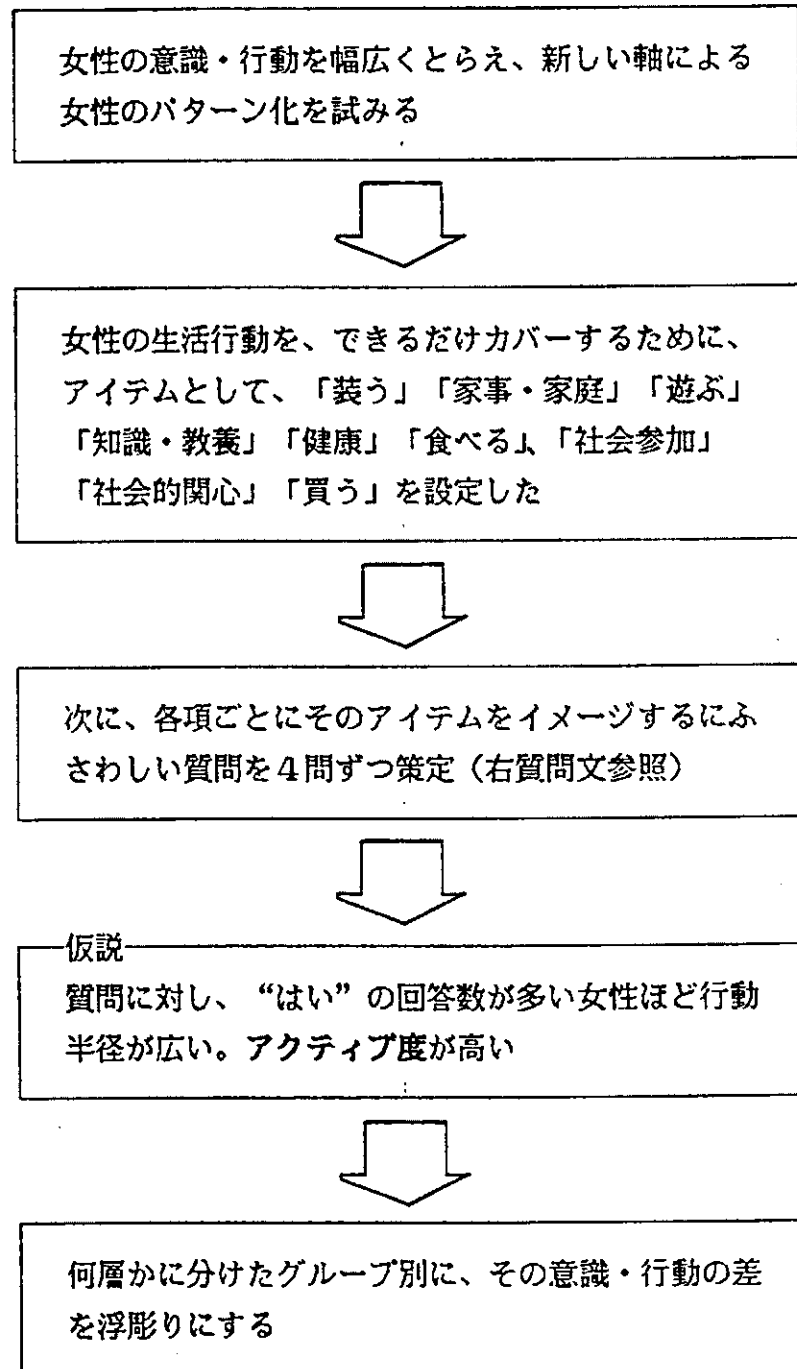 女性の意識・行動を幅広くとらえ、新しい軸による
女性のパターン化を試みる
女性の生活行動を、できるだけカバーするために、
アイテムとして、「装う」「家事・家庭」「遊ぶ」
「知識・教養」「健康」「食べる」、「社会参加」
「社会的関心」「買う」を設定した
次に、各項ごとにそのアイテムをイメージするにふ
さわしい質問を4問ずつ策定（右質問文参照）
仮説
質問に対し、“はい”の回答数が多い女性ほど行動
半径が広い。アクティブ度が高い
何層かに分けたグループ別に、その意識・行動の差
を浮彫りにする